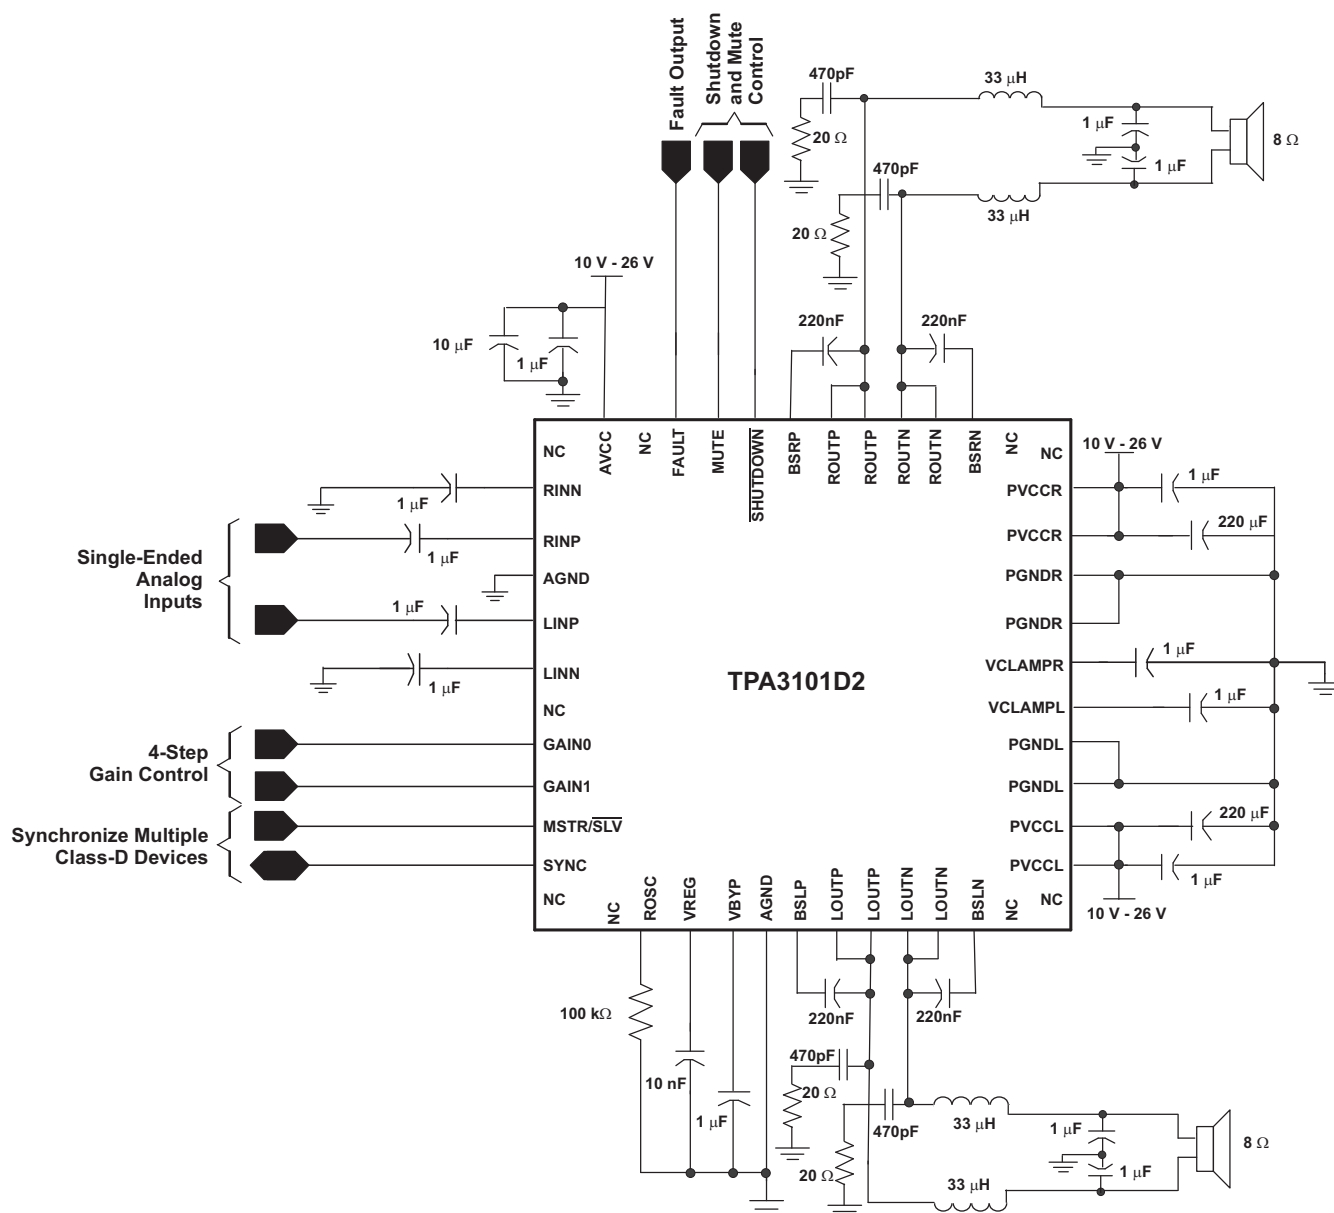 Fault Output
Shutdown
and Mute
Control
470pF
33 μH
20 Ω
1 μF
8 Ω
470pF
1 μF
33 μH
20 Ω
10 V - 26 V
10 μF
1 μF
220nF
220nF
NC
AVCC
NC
FAULT
MUTE
SHUTDOWN
BSRP
ROUTP
ROUTP
ROUTN
ROUTN
BSRN
NC
NC
10 V - 26 V
1 μF
RINN
PVCCR
1 μF
220 μF
RINP
PVCCR
1 μF
Single-Ended
Analog
Inputs
AGND
PGNDR
1 μF
LINP
PGNDR
1 μF
LINN
VCLAMPR
1 μF
TPA3101D2
1 μF
NC
VCLAMPL
4-Step
Gain Control
GAIN0
PGNDL
GAIN1
PGNDL
Synchronize Multiple
Class-D Devices
MSTR/SLV
PVCCL
220 μF
SYNC
PVCCL
1 μF
NC
NC
ROSC
VREG
VBYP
AGND
BSLP
LOUTP
LOUTP
LOUTN
LOUTN
BSLN
NC
NC
10 V - 26 V
100 kΩ
220nF
220nF
10 nF
1 μF
470pF
20 Ω
470pF
33 μH
1 μF
8 Ω
20 Ω
33 μH
1 μF